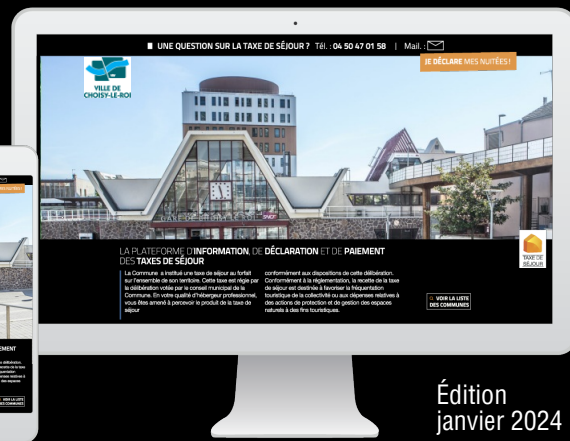 UNE QUESTION SUR LA TAXE DE SÉJOUR ? Tél. : 04 50 47 01 58 | Mail. :
JE DÉCLARE MES NUITÉES !
VILLE DE
CHOISY-LE-ROI
SNCF
LA PLATEFORME D'INFORMATION, DE DÉCLARATION ET DE PAIEMENT
DES TAXES DE SÉJOUR
La Commune a institué une taxe de séjour au forfait
sur l'ensemble de son territoire. Cette taxe est régie par
la délibération votée par le conseil municipal de la
Commune. En votre qualité d'hébergeur professionnel,
vous êtes amené à percevoir le produit de la taxe de
séjour
conformément aux dispositions de cette délibération.
Conformément à la réglementation, la recette de la taxe
de séjour est destinée à favoriser la fréquentation
touristique de la collectivité ou aux dépenses relatives à
des actions de protection et de gestion des espaces
naturels à des fins touristiques.
TAXE DE
SÉJOUR
VOIR LA LISTE
DES COMMUNES
VOIR LA LISTE
DES COMMUNES
Édition
janvier 2024